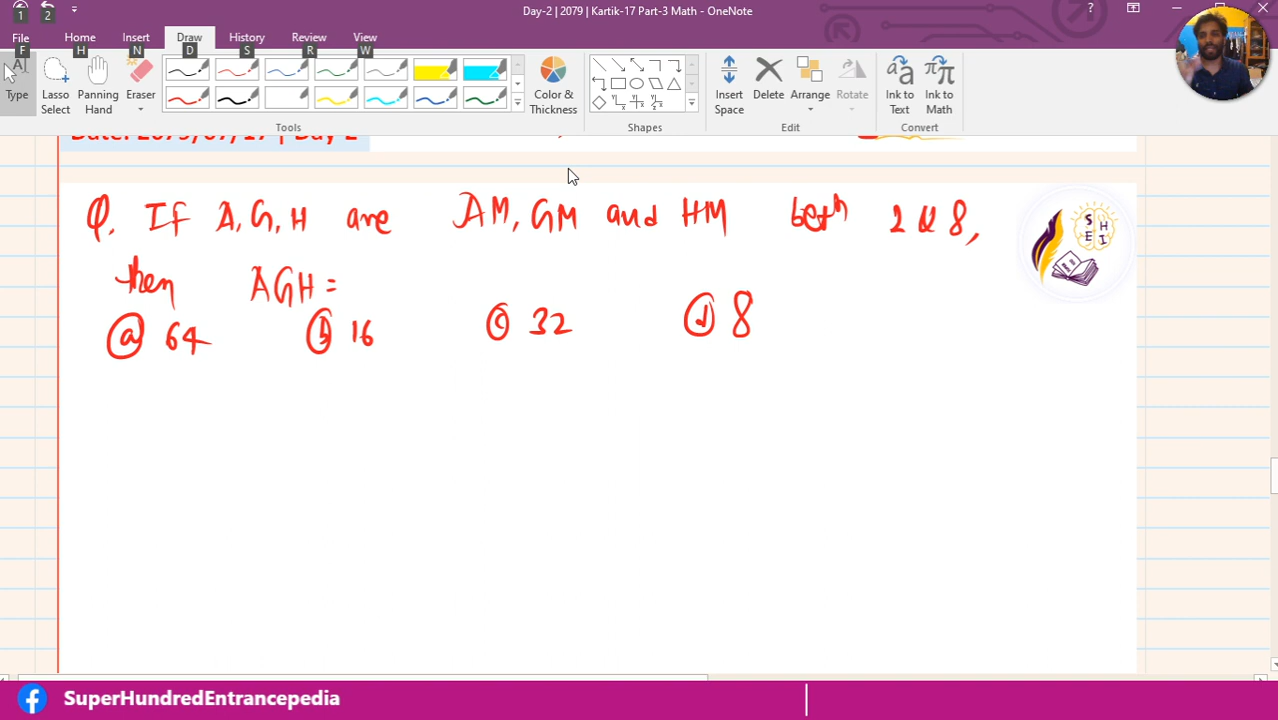 Day-2 | 2079 | Kartik-17 Part-3 Math - OneNote
1 2
File Home Insert Draw History Review View
F H N D S R W
Type Lasso Select Panning Hand Eraser Color & Thickness Insert Space Delete Arrange Rotate Ink to Text Ink to Math
Tools Shapes Edit Convert
Q. If A, G, H are AM, GM and HM betn 2 & 8,
then AGH =
a 64 b 16 c 32 d 8
S H
E I
SuperHundredEntrancepedia